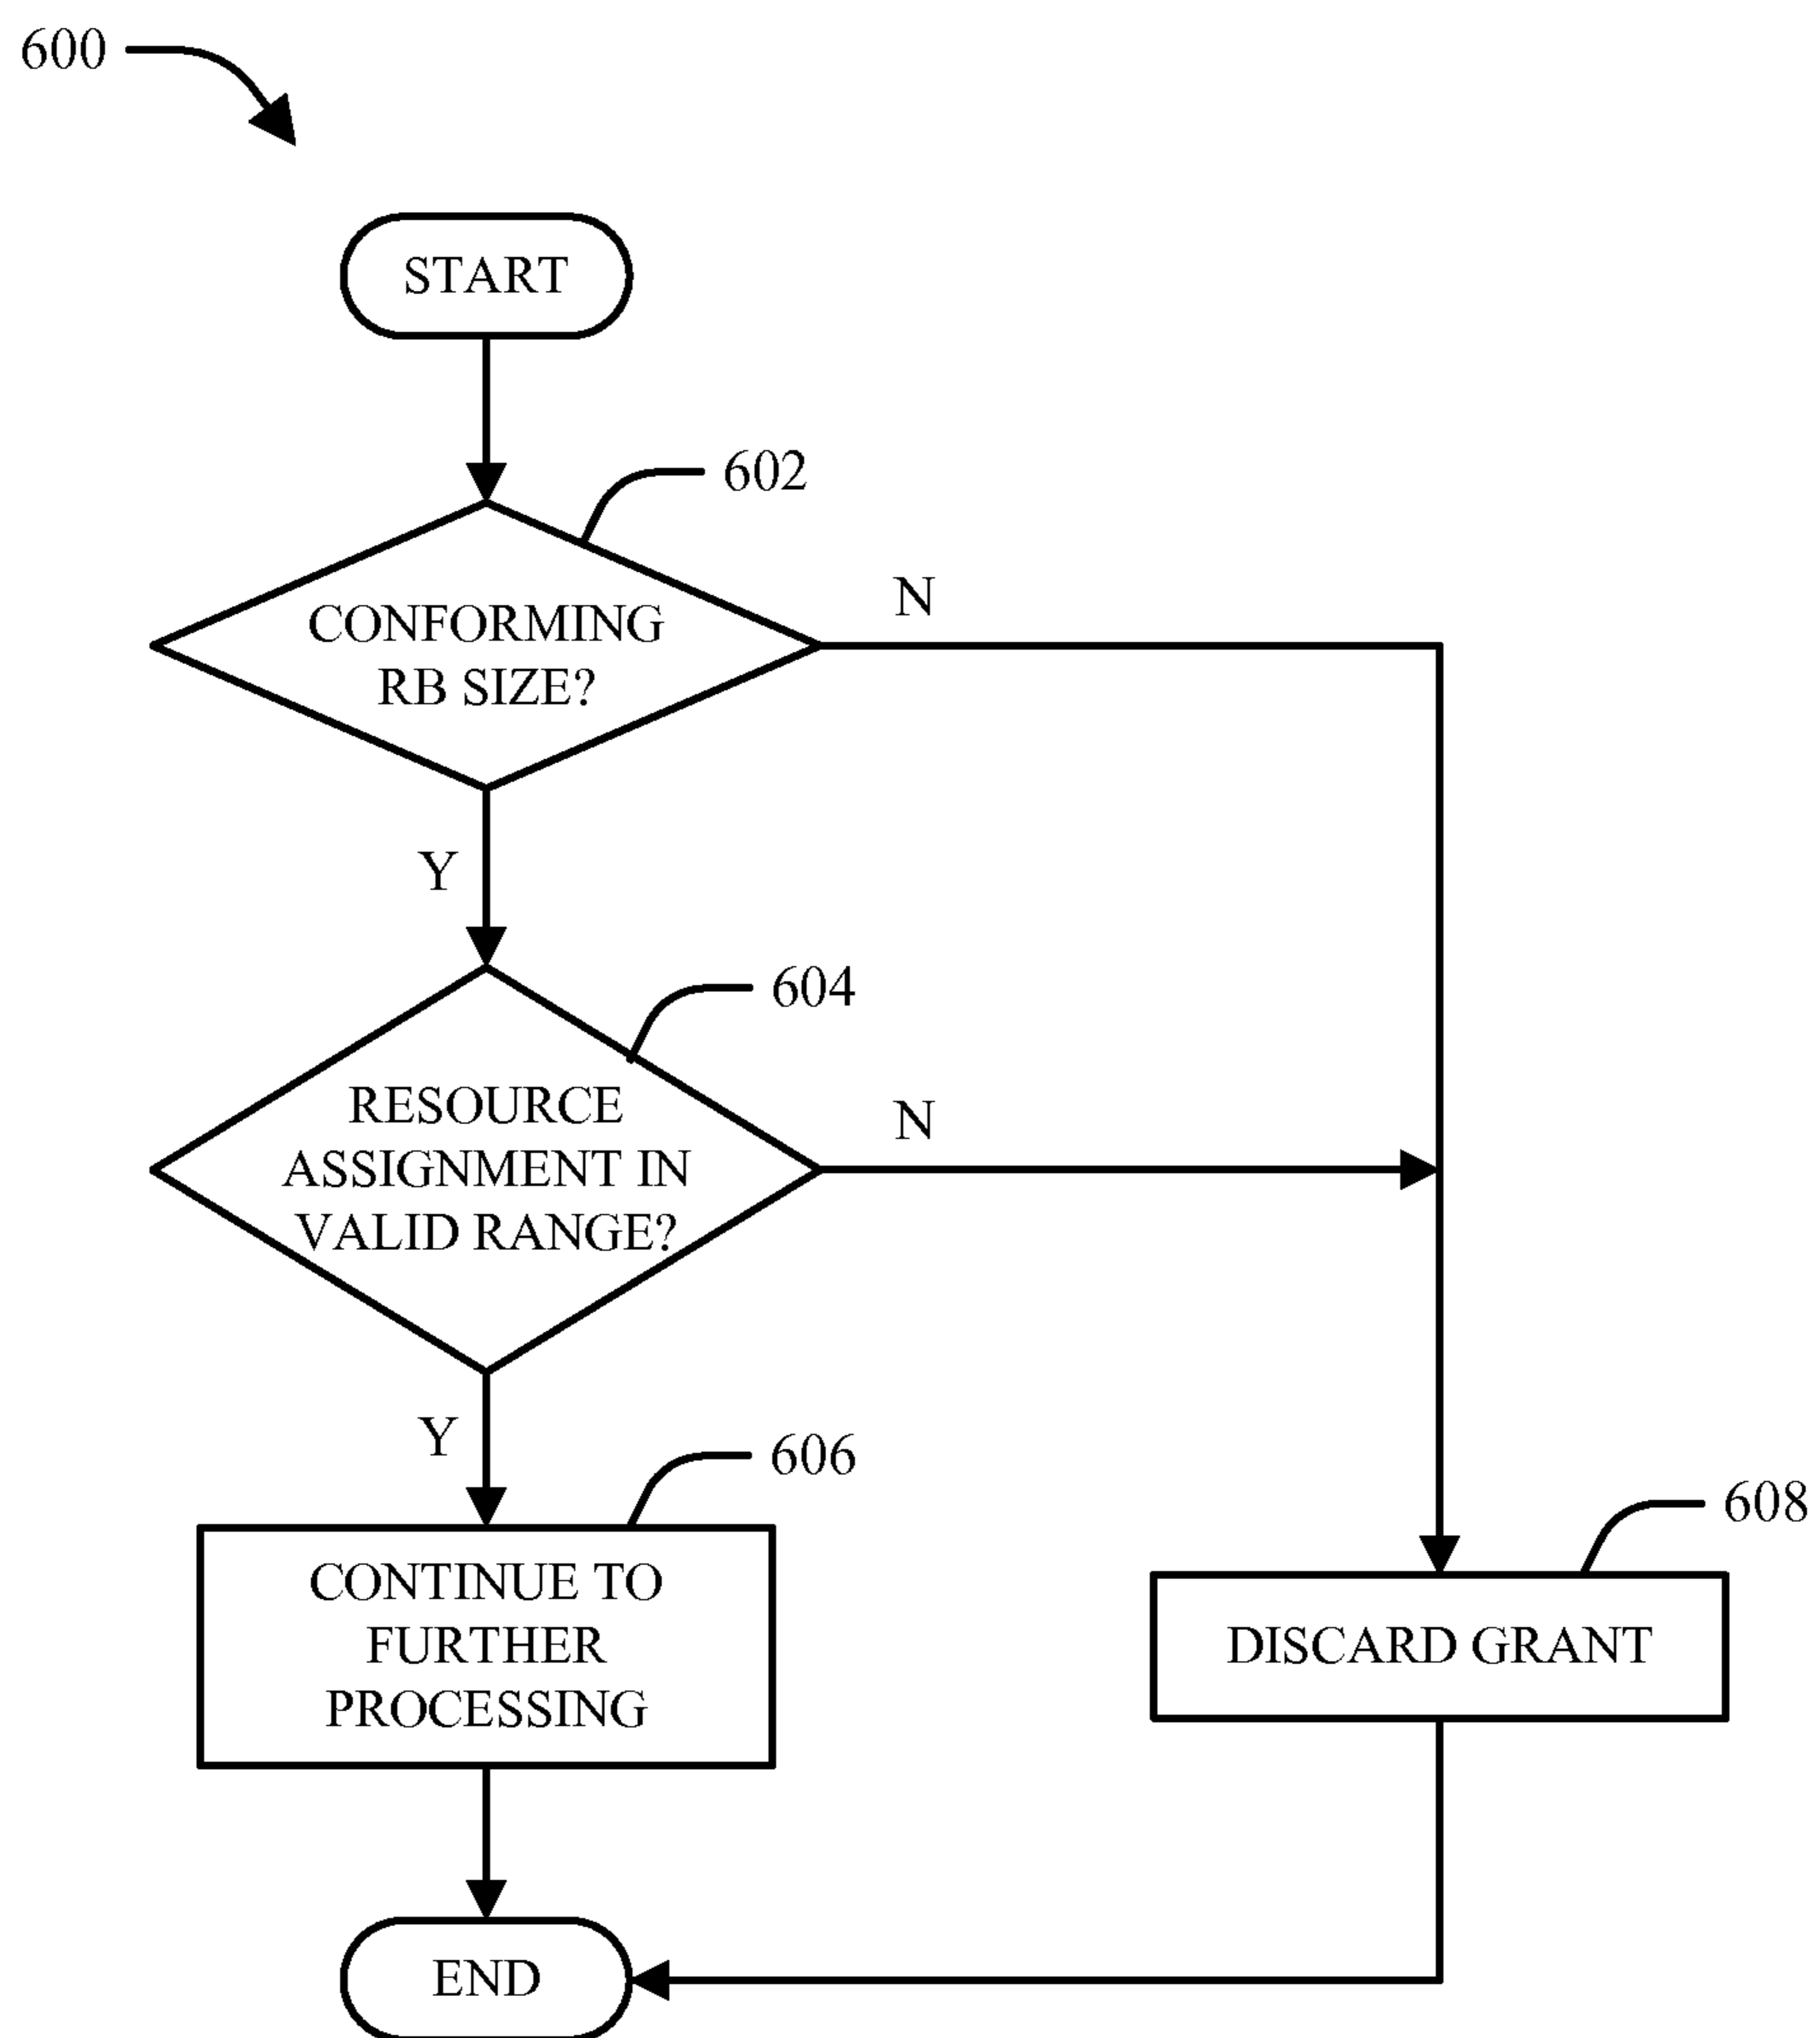 600
START
602
CONFORMING
RB SIZE?
N
Y
604
RESOURCE
ASSIGNMENT IN
VALID RANGE?
N
Y
606
CONTINUE TO
FURTHER
PROCESSING
608
DISCARD GRANT
END